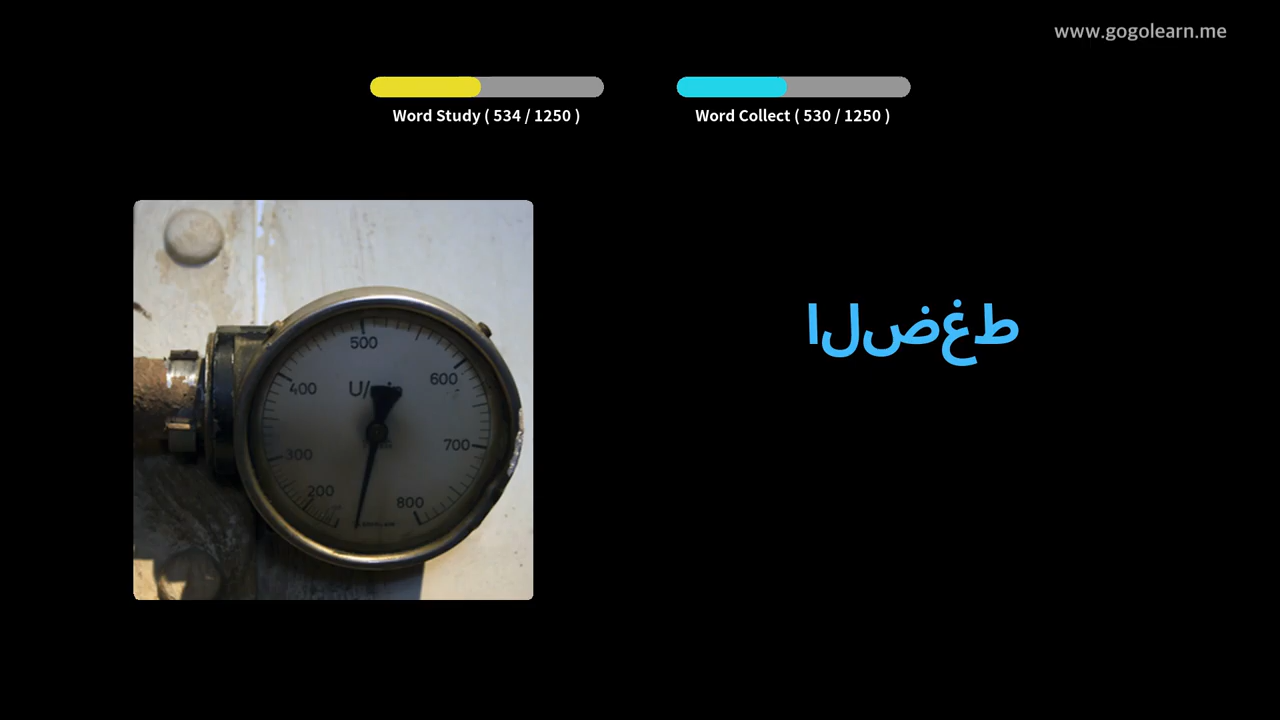 www.gogolearn.me
Word Study ( 534 / 1250 )
Word Collect ( 530 / 1250 )
الضغط
500
400
600
U/min
300
700
200
800